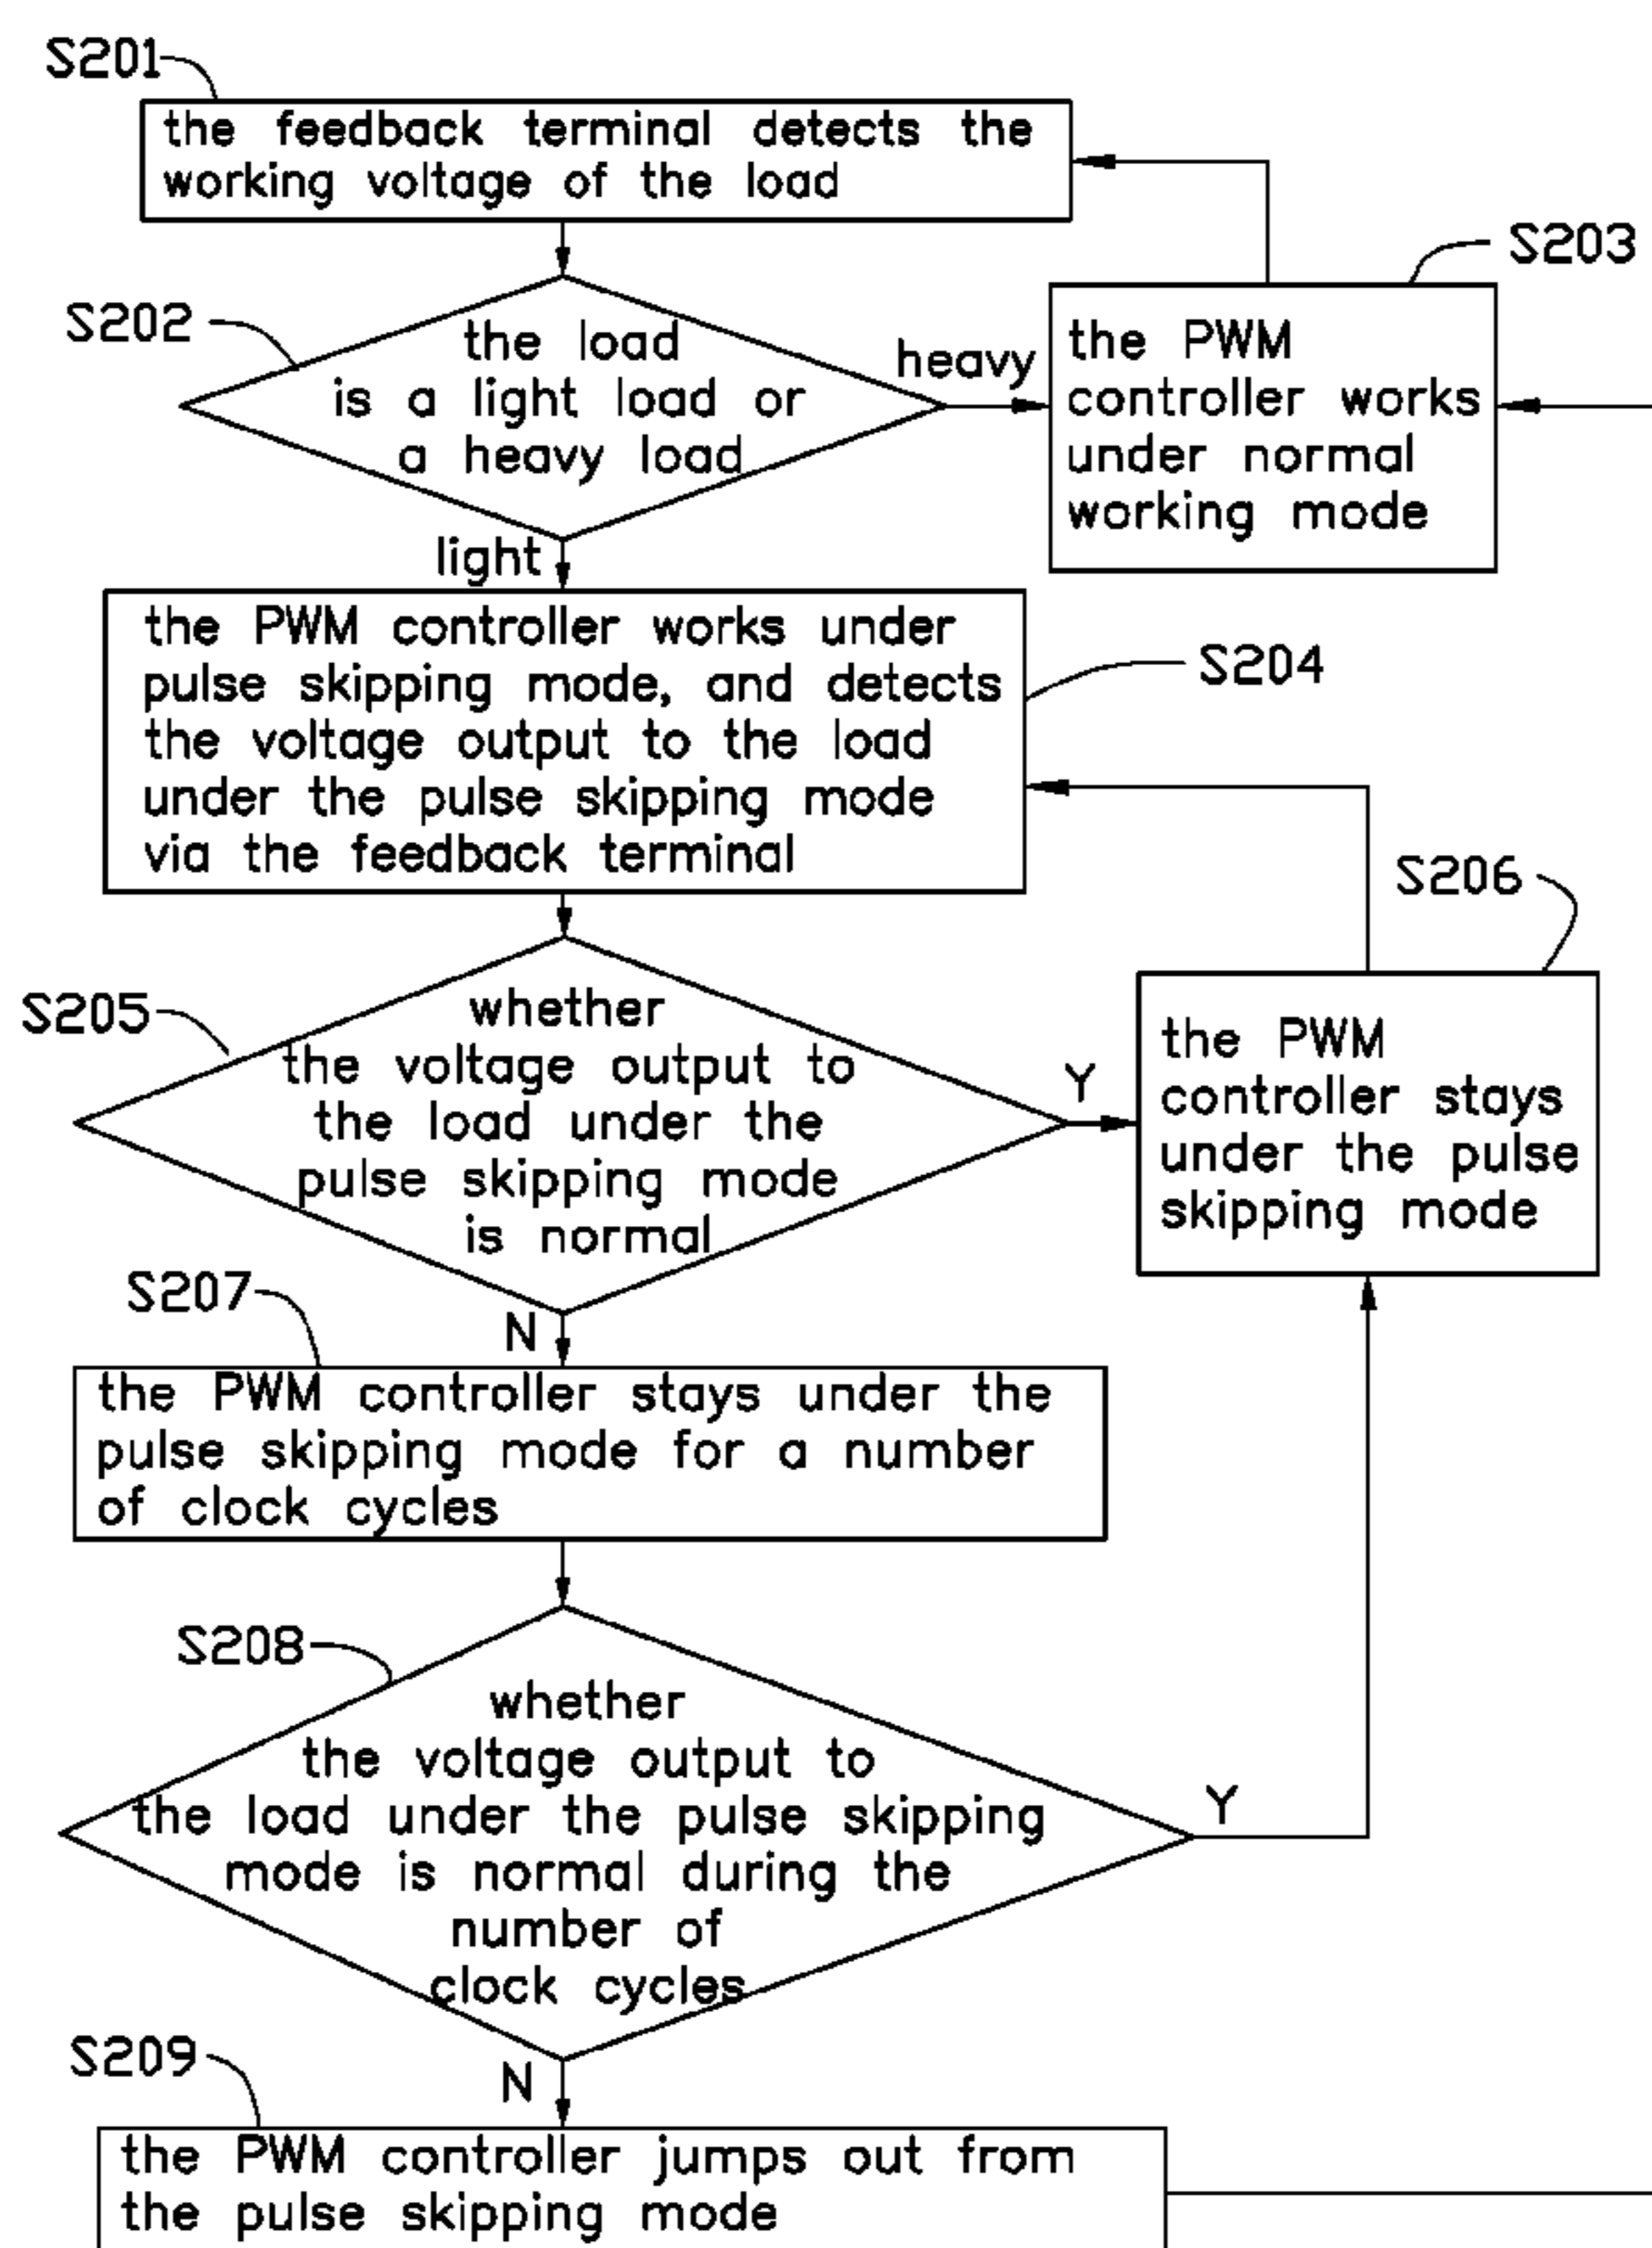 S201
the feedback terminal detects the
working voltage of the load
S202
the load
is a light load or
a heavy load
heavy
S203
the PWM
controller works
under normal
working mode
light
the PWM controller works under
pulse skipping mode, and detects
the voltage output to the load
under the pulse skipping mode
via the feedback terminal
S204
S205
whether
the voltage output to
the load under the
pulse skipping mode
is normal
Y
S206
the PWM
controller stays
under the pulse
skipping mode
N
S207
the PWM controller stays under the
pulse skipping mode for a number
of clock cycles
S208
whether
the voltage output to
the load under the pulse skipping
mode is normal during the
number of
clock cycles
Y
N
S209
the PWM controller jumps out from
the pulse skipping mode